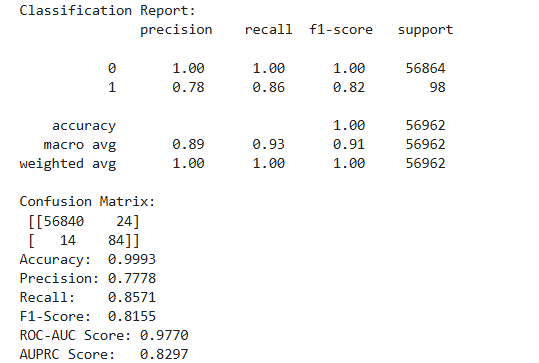 Classification Report:
precision recall f1-score support
0 1.00 1.00 1.00 56864
1 0.78 0.86 0.82 98
accuracy 1.00 56962
macro avg 0.89 0.93 0.91 56962
weighted avg 1.00 1.00 1.00 56962
Confusion Matrix:
[[56840 24]
[ 14 84]]
Accuracy: 0.9993
Precision: 0.7778
Recall: 0.8571
F1-Score: 0.8155
ROC-AUC Score: 0.9770
AUPRC Score: 0.8297